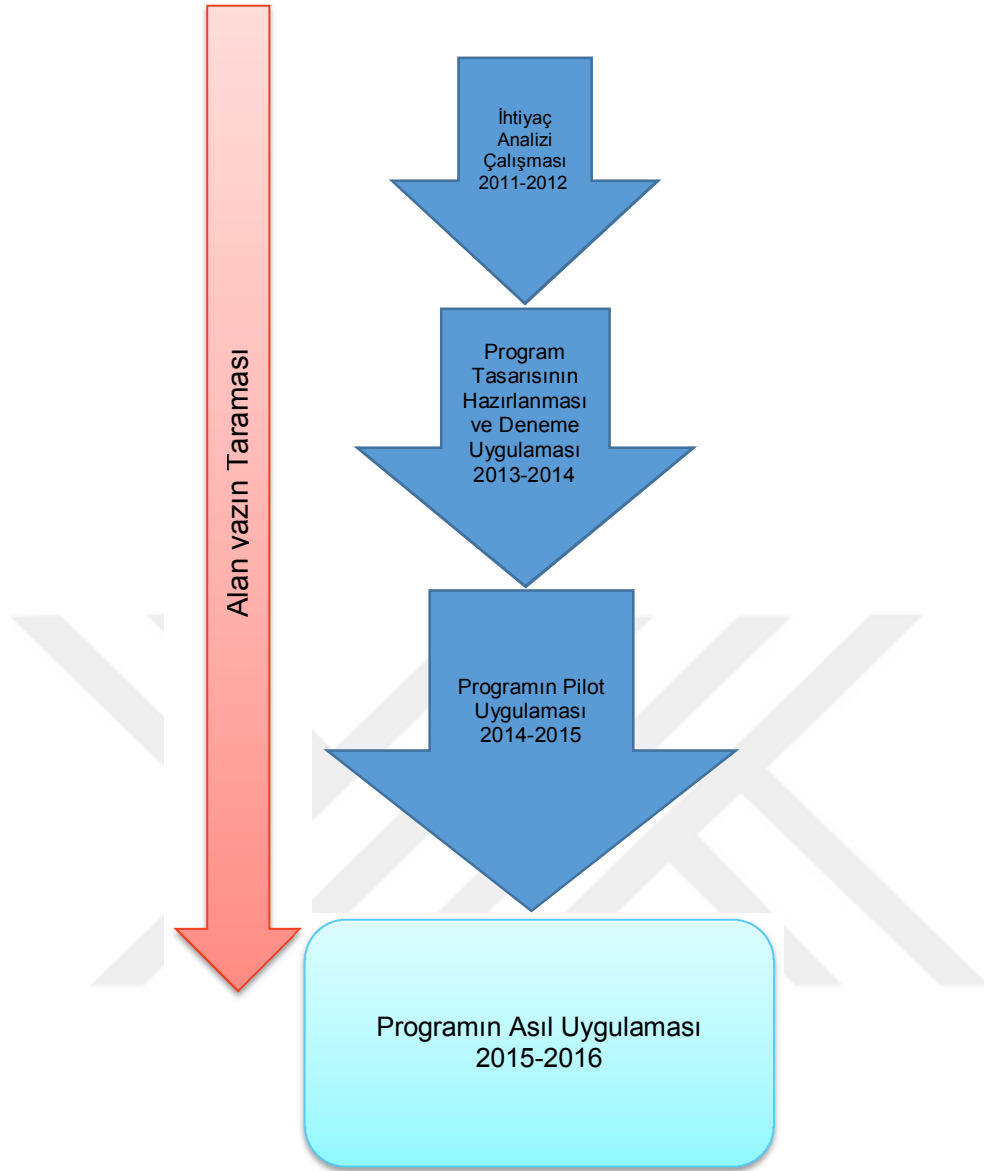 Alan vazın Taraması
İhtiyaç
Analizi
Çalışması
2011-2012
Program
Tasarısının
Hazırlanması
ve Deneme
Uygulaması
2013-2014
Programın Pilot
Uygulaması
2014-2015
Programın Asıl Uygulaması
2015-2016